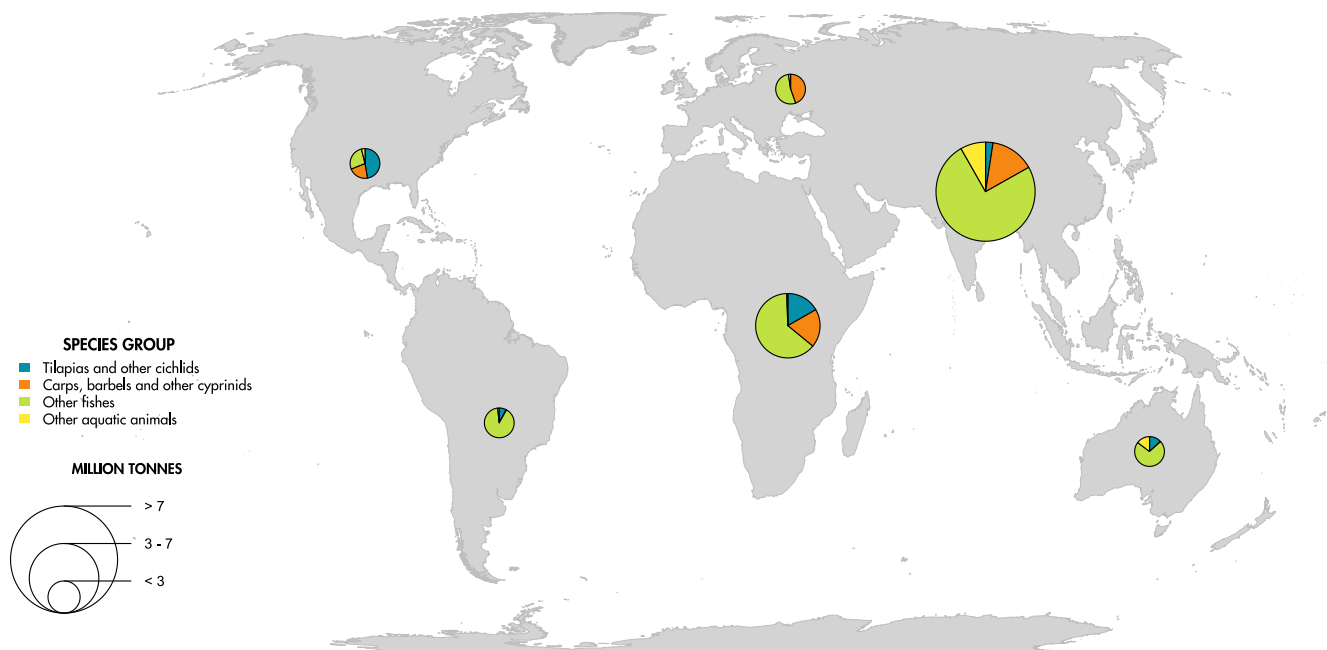 SPECIES GROUP
Tilapias and other cichlids
Carps, barbels and other cyprinids
Other fishes
Other aquatic animals
MILLION TONNES
> 7
3 - 7
< 3